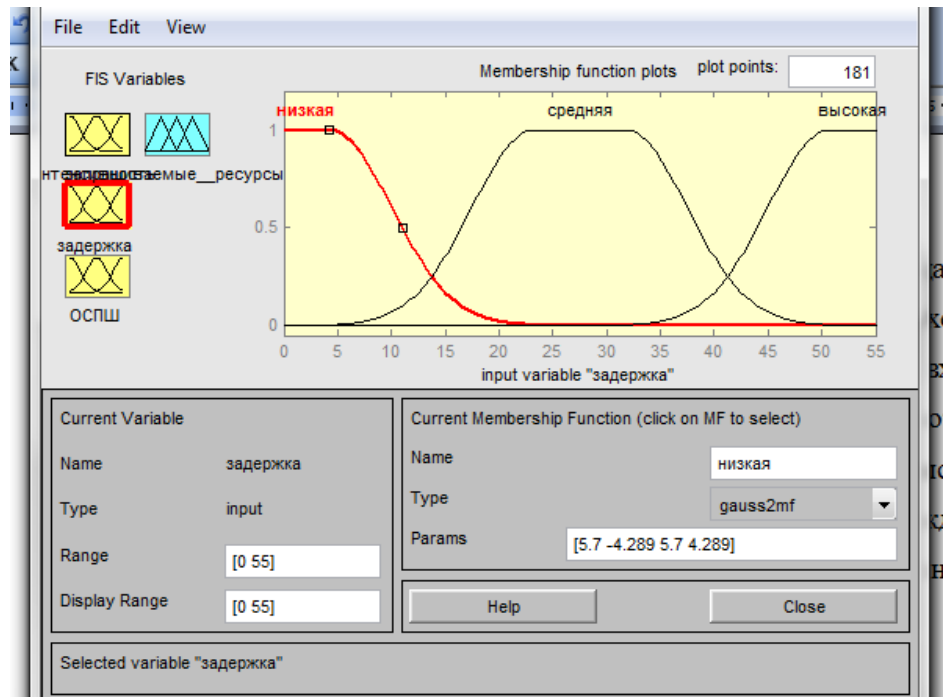 File Edit View
FIS Variables
Membership function plots plot points: 181
низкая средняя высокая
1
0.5
0
задержка
ОСПШ
0 5 10 15 20 25 30 35 40 45 50 55
input variable "задержка"
Current Variable
Name задержка
Type input
Range [0 55]
Display Range [0 55]
Current Membership Function (click on MF to select)
Name низкая
Type gauss2mf
Params [5.7 -4.289 5.7 4.289]
Help Close
Selected variable "задержка"